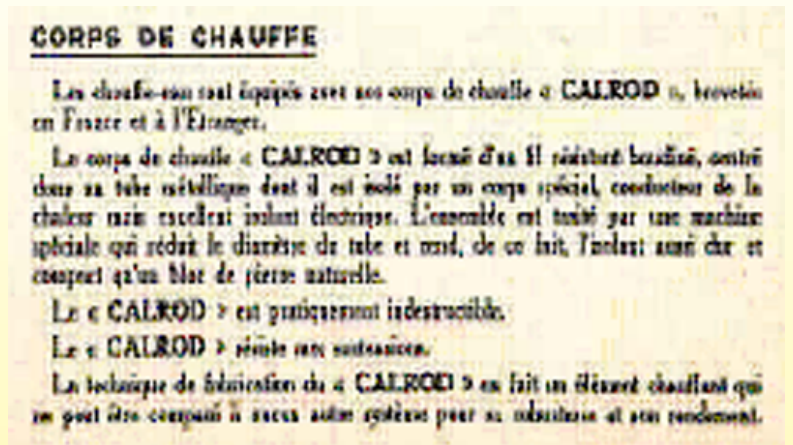 CORPS DE CHAUFFE
Les chauffe-eau sont équipés avec nos corps de chauffe « CALROD », brevetés
en France et à l'Étranger.
Le corps de chauffe « CALROD » est formé d'un fil résistant boudiné, centré
dans un tube métallique dont il est isolé par un corps spécial, conducteur de la
chaleur mais excellent isolant électrique. L'ensemble est traité par une machine
spéciale qui réduit le diamètre du tube et rend, de ce fait, l'isolant aussi dur et
compact qu'un bloc de pierre naturelle.
Le « CALROD » est pratiquement indestructible.
Le « CALROD » résiste aux
La technique de fabrication du « CALROD » en fait un élément chauffant qui
ne peut être comparé à aucun autre système pour sa robustesse et son rendement.